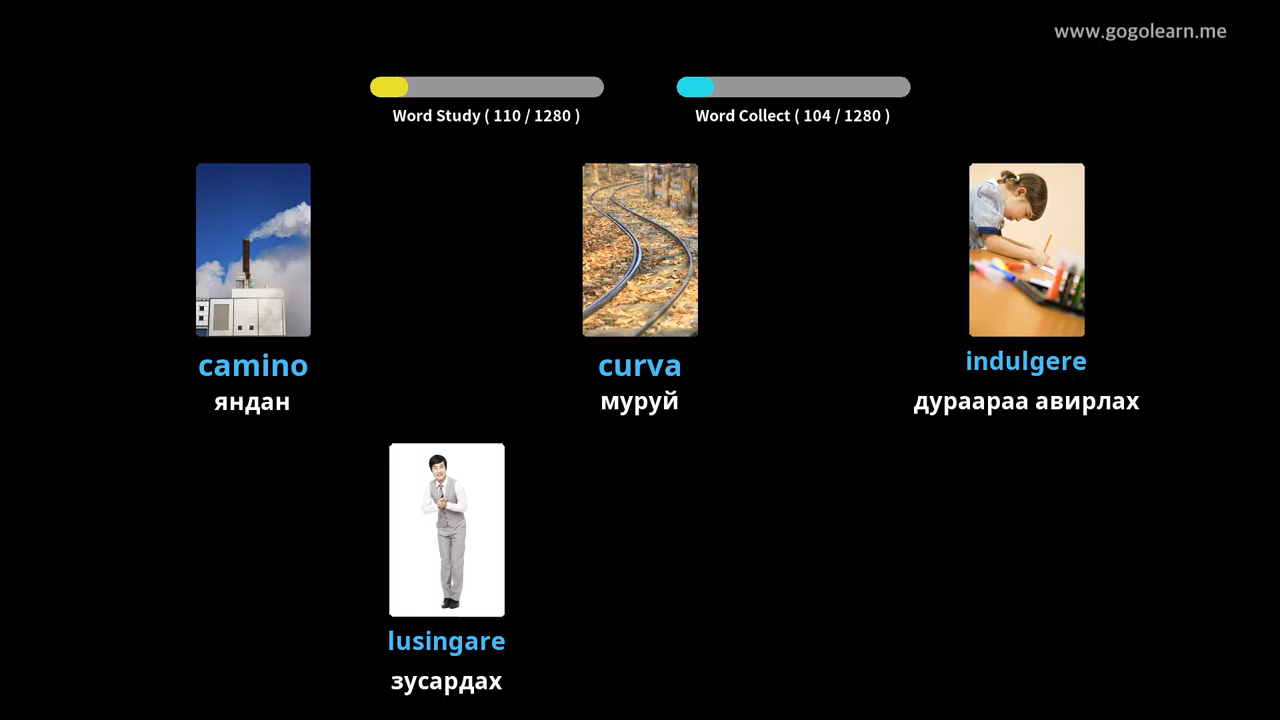 www.gogolearn.me
Word Study ( 110 / 1280 )
Word Collect ( 104 / 1280 )
camino
яндан
curva
муруй
indulgere
дураараа авирлах
lusingare
зусардах